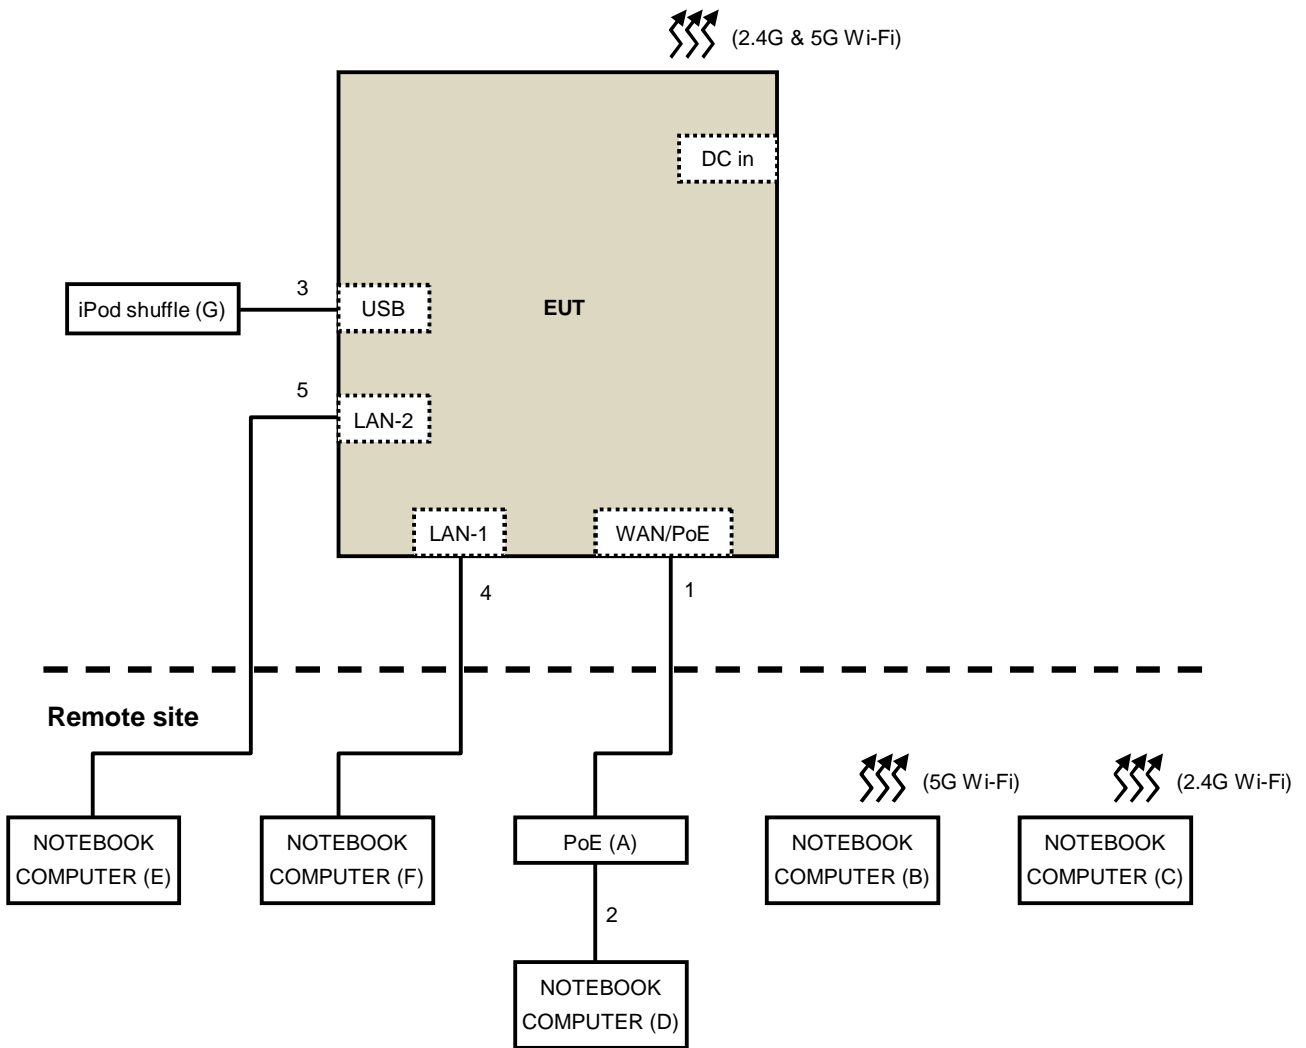 (2.4G & 5G Wi-Fi)
DC in
3
iPod shuffle (G)
USB
EUT
5
LAN-2
LAN-1
WAN/PoE
4
1
Remote site
(5G Wi-Fi)
(2.4G Wi-Fi)
NOTEBOOK
COMPUTER (E)
NOTEBOOK
COMPUTER (F)
PoE (A)
NOTEBOOK
COMPUTER (B)
NOTEBOOK
COMPUTER (C)
2
NOTEBOOK
COMPUTER (D)